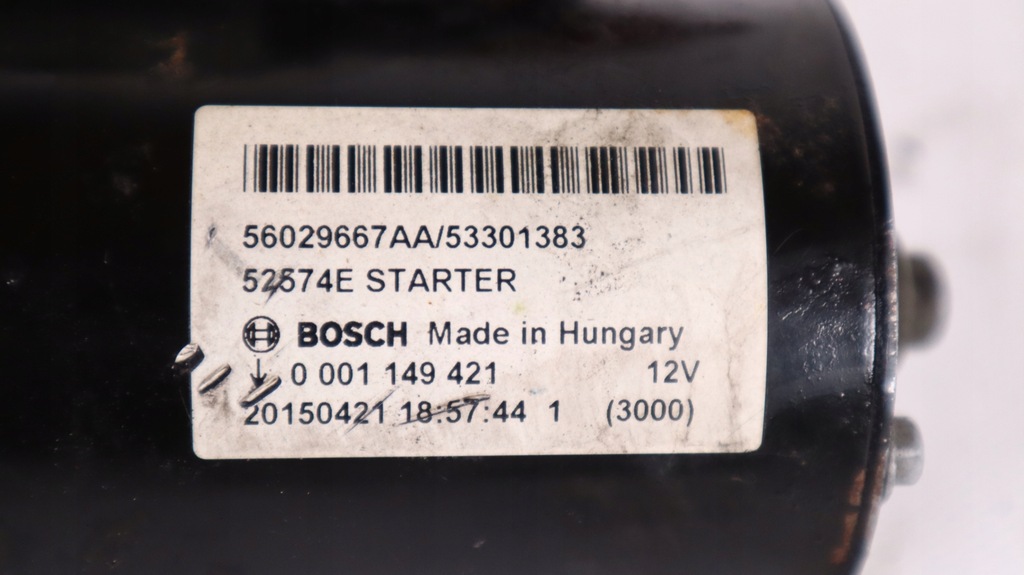 56029667AA/53301383
52574E STARTER
BOSCH Made in Hungary
0 001 149 421 12V
20150421 18:57:44 1 (3000)